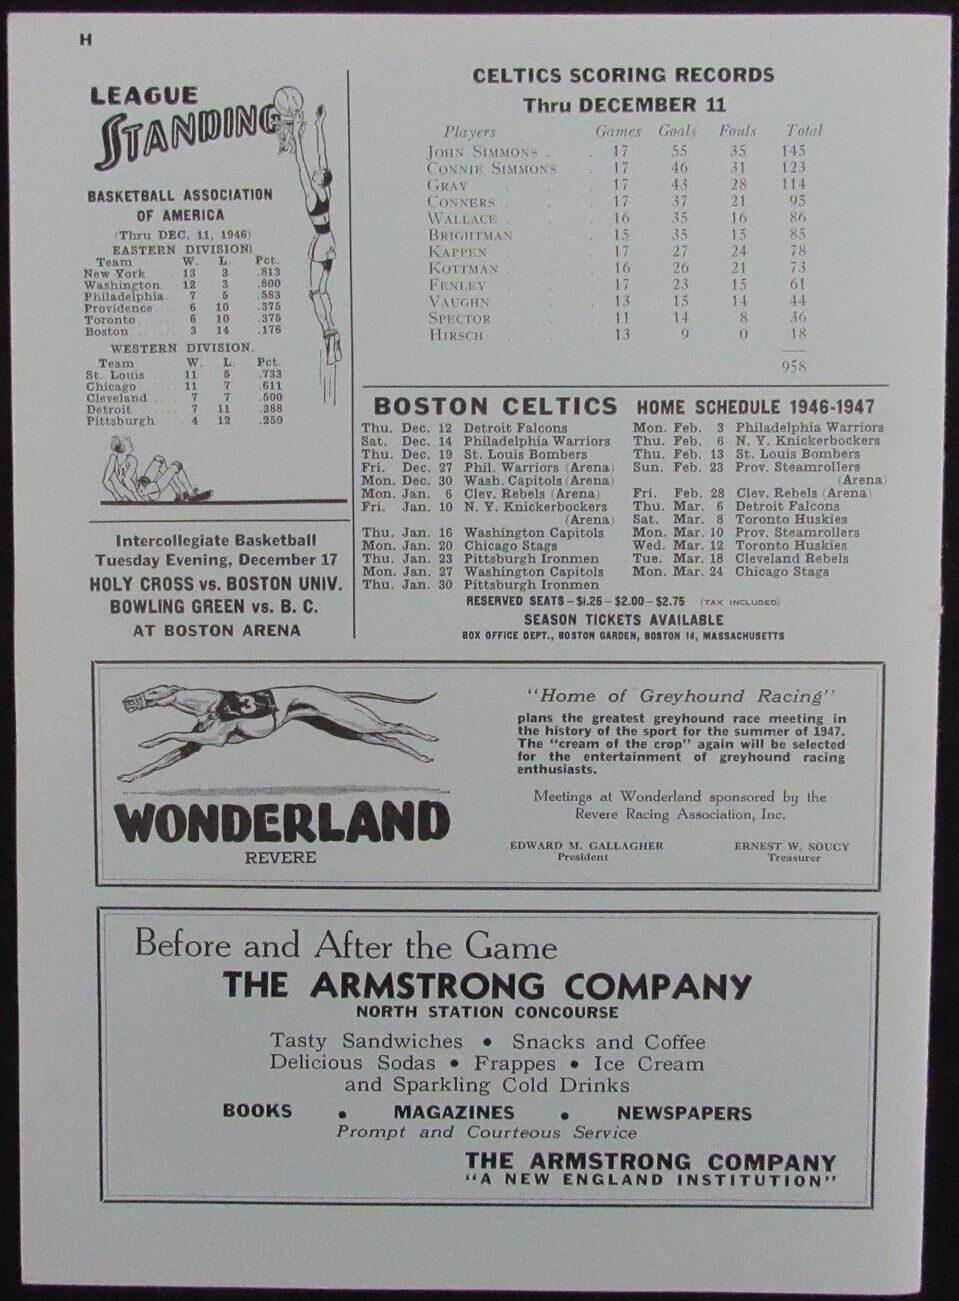 H
LEAGUE
STANDING
BASKETBALL ASSOCIATION
OF AMERICA
(Thru DEC. 11, 1946)
EASTERN DIVISION
Team W. L. Pct.
New York 13 3 .813
Washington 12 3 .800
Philadelphia 7 5 .583
Providence 6 10 .375
Toronto 6 10 .375
Boston 3 14 .176
WESTERN DIVISION.
Team W. L. Pct.
St. Louis 11 5 .733
Chicago 11 7 .611
Cleveland 7 7 .500
Detroit 7 11 .388
Pittsburgh 4 12 .250
Intercollegiate Basketball
Tuesday Evening, December 17
HOLY CROSS vs. BOSTON UNIV.
BOWLING GREEN vs. B. C.
AT BOSTON ARENA
CELTICS SCORING RECORDS
Thru DECEMBER 11
Players Games Goals Fouls Total
JOHN SIMMONS 17 55 35 145
CONNIE SIMMONS 17 46 31 123
GRAY 17 43 28 114
CONNERS 17 37 21 95
WALLACE 16 35 16 86
BRIGHTMAN 15 35 15 85
KAPPEN 17 27 24 78
KOTTMAN 16 26 21 73
FENLEY 17 23 15 61
VAUGHN 13 15 14 44
SPECTOR 11 14 8 36
HIRSCH 13 9 0 18
958
BOSTON CELTICS HOME SCHEDULE 1946-1947
Thu. Dec. 12 Detroit Falcons
Sat. Dec. 14 Philadelphia Warriors
Thu. Dec. 19 St. Louis Bombers
Fri. Dec. 27 Phil. Warriors (Arena)
Mon. Dec. 30 Wash. Capitols (Arena)
Mon. Jan. 6 Clev. Rebels (Arena)
Fri. Jan. 10 N. Y. Knickerbockers
(Arena)
Thu. Jan. 16 Washington Capitols
Mon. Jan. 20 Chicago Stags
Thu. Jan. 23 Pittsburgh Ironmen
Mon. Jan. 27 Washington Capitols
Thu. Jan. 30 Pittsburgh Ironmen
Mon. Feb. 3 Philadelphia Warriors
Thu. Feb. 6 N. Y. Knickerbockers
Thu. Feb. 13 St. Louis Bombers
Sun. Feb. 23 Prov. Steamrollers
(Arena)
Fri. Feb. 28 Clev. Rebels (Arena)
Thu. Mar. 6 Detroit Falcons
Sat. Mar. 8 Toronto Huskies
Mon. Mar. 10 Prov. Steamrollers
Wed. Mar. 12 Toronto Huskies
Tue. Mar. 18 Cleveland Rebels
Mon. Mar. 24 Chicago Stags
RESERVED SEATS - $1.25 - $2.00 - $2.75 (TAX INCLUDED)
SEASON TICKETS AVAILABLE
BOX OFFICE DEPT., BOSTON GARDEN, BOSTON 14, MASSACHUSETTS
3
WONDERLAND
REVERE
"Home of Greyhound Racing"
plans the greatest greyhound race meeting in
the history of the sport for the summer of 1947.
The "cream of the crop" again will be selected
for the entertainment of greyhound racing
enthusiasts.
Meetings at Wonderland sponsored by the
Revere Racing Association, Inc.
EDWARD M. GALLAGHER ERNEST W. SOUCY
President Treasurer
Before and After the Game
THE ARMSTRONG COMPANY
NORTH STATION CONCOURSE
Tasty Sandwiches • Snacks and Coffee
Delicious Sodas • Frappes • Ice Cream
and Sparkling Cold Drinks
BOOKS • MAGAZINES • NEWSPAPERS
Prompt and Courteous Service
THE ARMSTRONG COMPANY
"A NEW ENGLAND INSTITUTION"